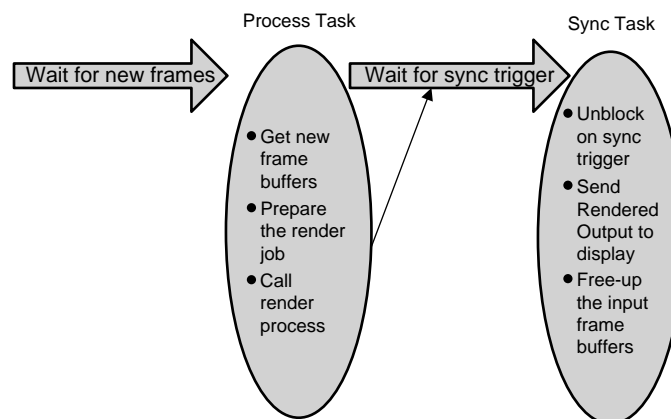 Process Task
Sync Task
Wait for new frames
Wait for sync trigger
● Get new
frame
buffers
● Prepare
the render
job
● Call
render
process
● Unblock
on sync
trigger
● Send
Rendered
Output to
display
● Free-up
the input
frame
buffers